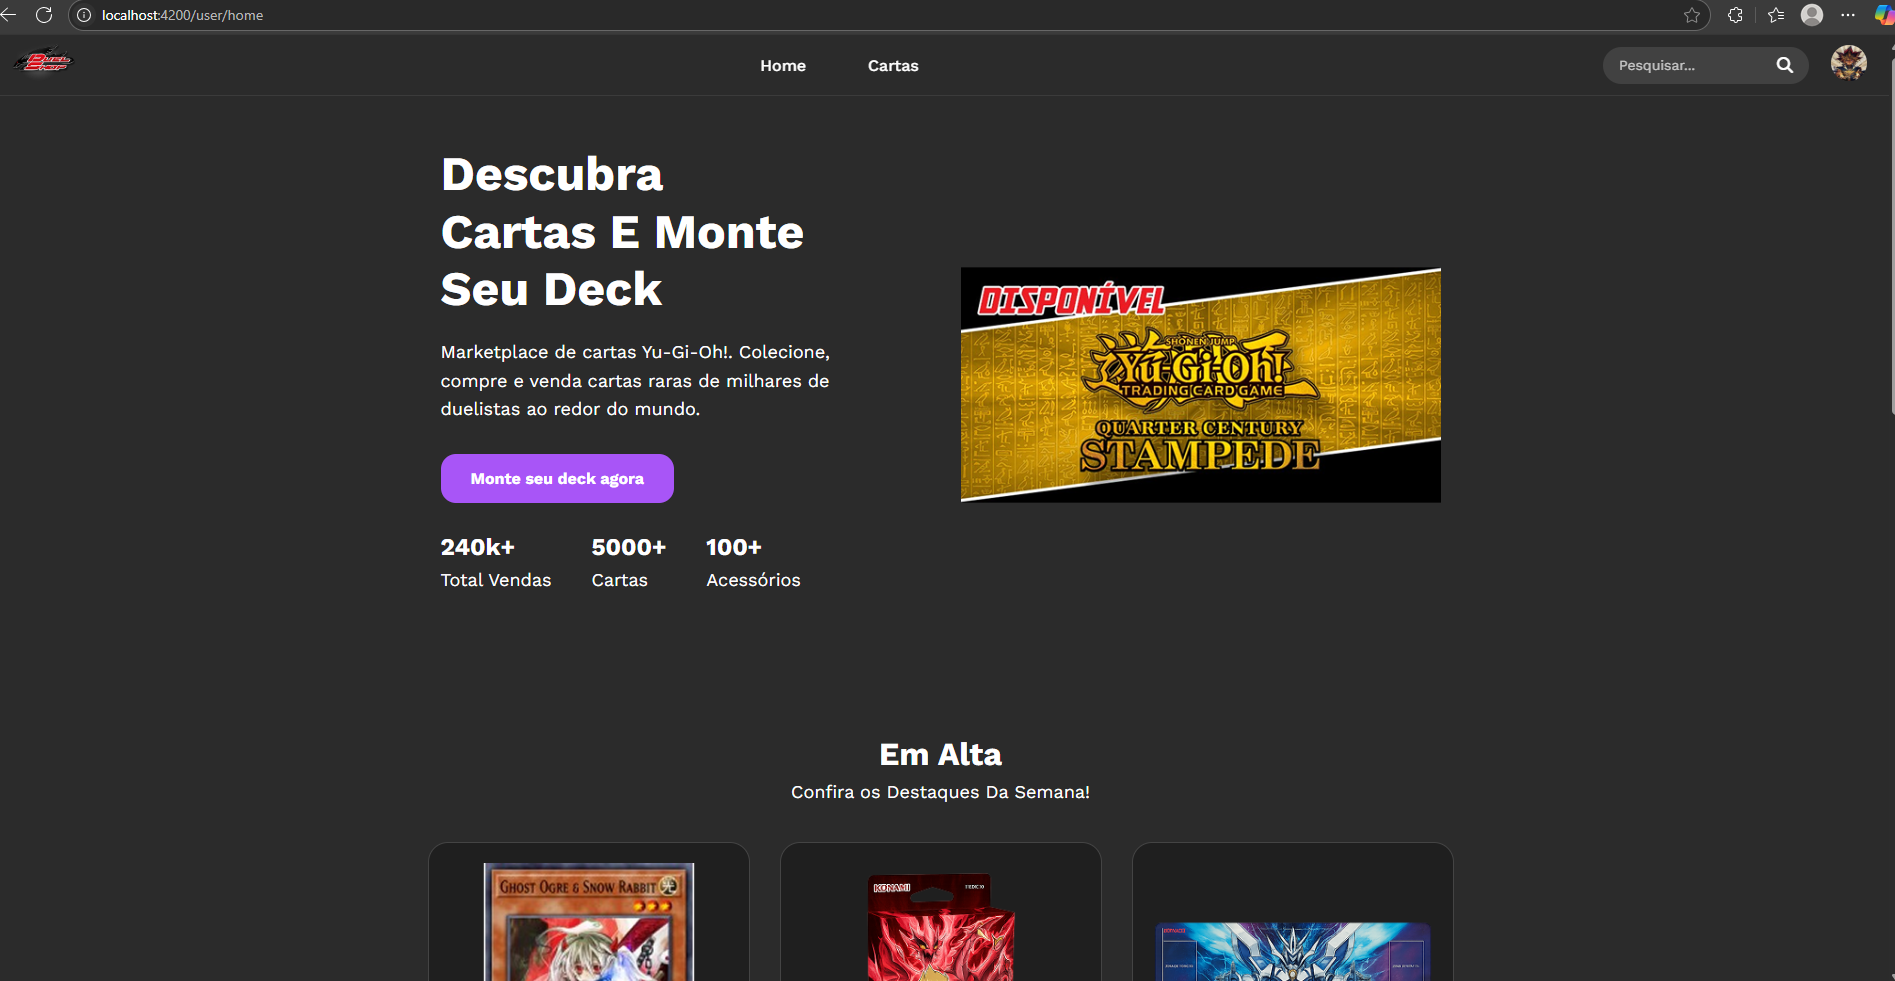 localhost:4200/user/home
DUEL
SHOP
Home
Cartas
Pesquisar...
Descubra
Cartas E Monte
Seu Deck
Marketplace de cartas Yu-Gi-Oh!. Colecione,
compre e venda cartas raras de milhares de
duelistas ao redor do mundo.
Monte seu deck agora
240k+
5000+
100+
Total Vendas
Cartas
Acessórios
DISPONÍVEL
SHONEN JUMP
Yu-Gi-Oh!
TRADING CARD GAME
QUARTER CENTURY
STAMPEDE
Em Alta
Confira os Destaques Da Semana!
GHOST OGRE & SNOW RABBIT
KONAMI